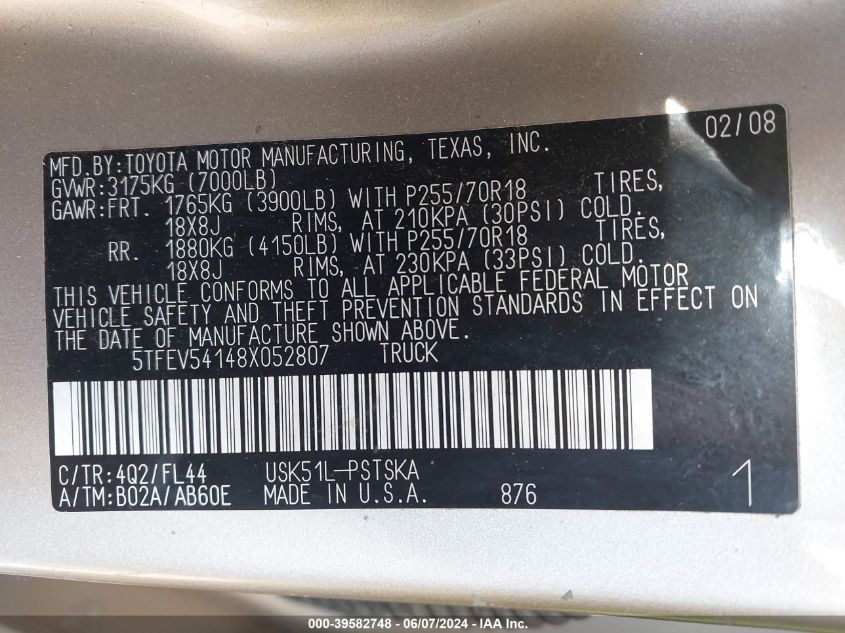 02/08
MFD.BY:TOYOTA MOTOR MANUFACTURING, TEXAS, INC.
GVWR:3175KG (7000LB)
GAWR:FRT. 1765KG (3900LB) WITH P255/70R18 TIRES,
18X8J RIMS, AT 210KPA (30PSI) COLD.
RR. 1880KG (4150LB) WITH P255/70R18 TIRES,
18X8J RIMS, AT 230KPA (33PSI) COLD.
THIS VEHICLE CONFORMS TO ALL APPLICABLE FEDERAL MOTOR
VEHICLE SAFETY AND THEFT PREVENTION STANDARDS IN EFFECT ON
THE DATE OF MANUFACTURE SHOWN ABOVE.
5TFEV54148X052807 TRUCK
C/TR:4Q2/FL44 USK51L-PSTSKA
A/TM:B02A/AB60E MADE IN U.S.A. 876 1
000-39582748 - 06/07/2024 - IAA Inc.